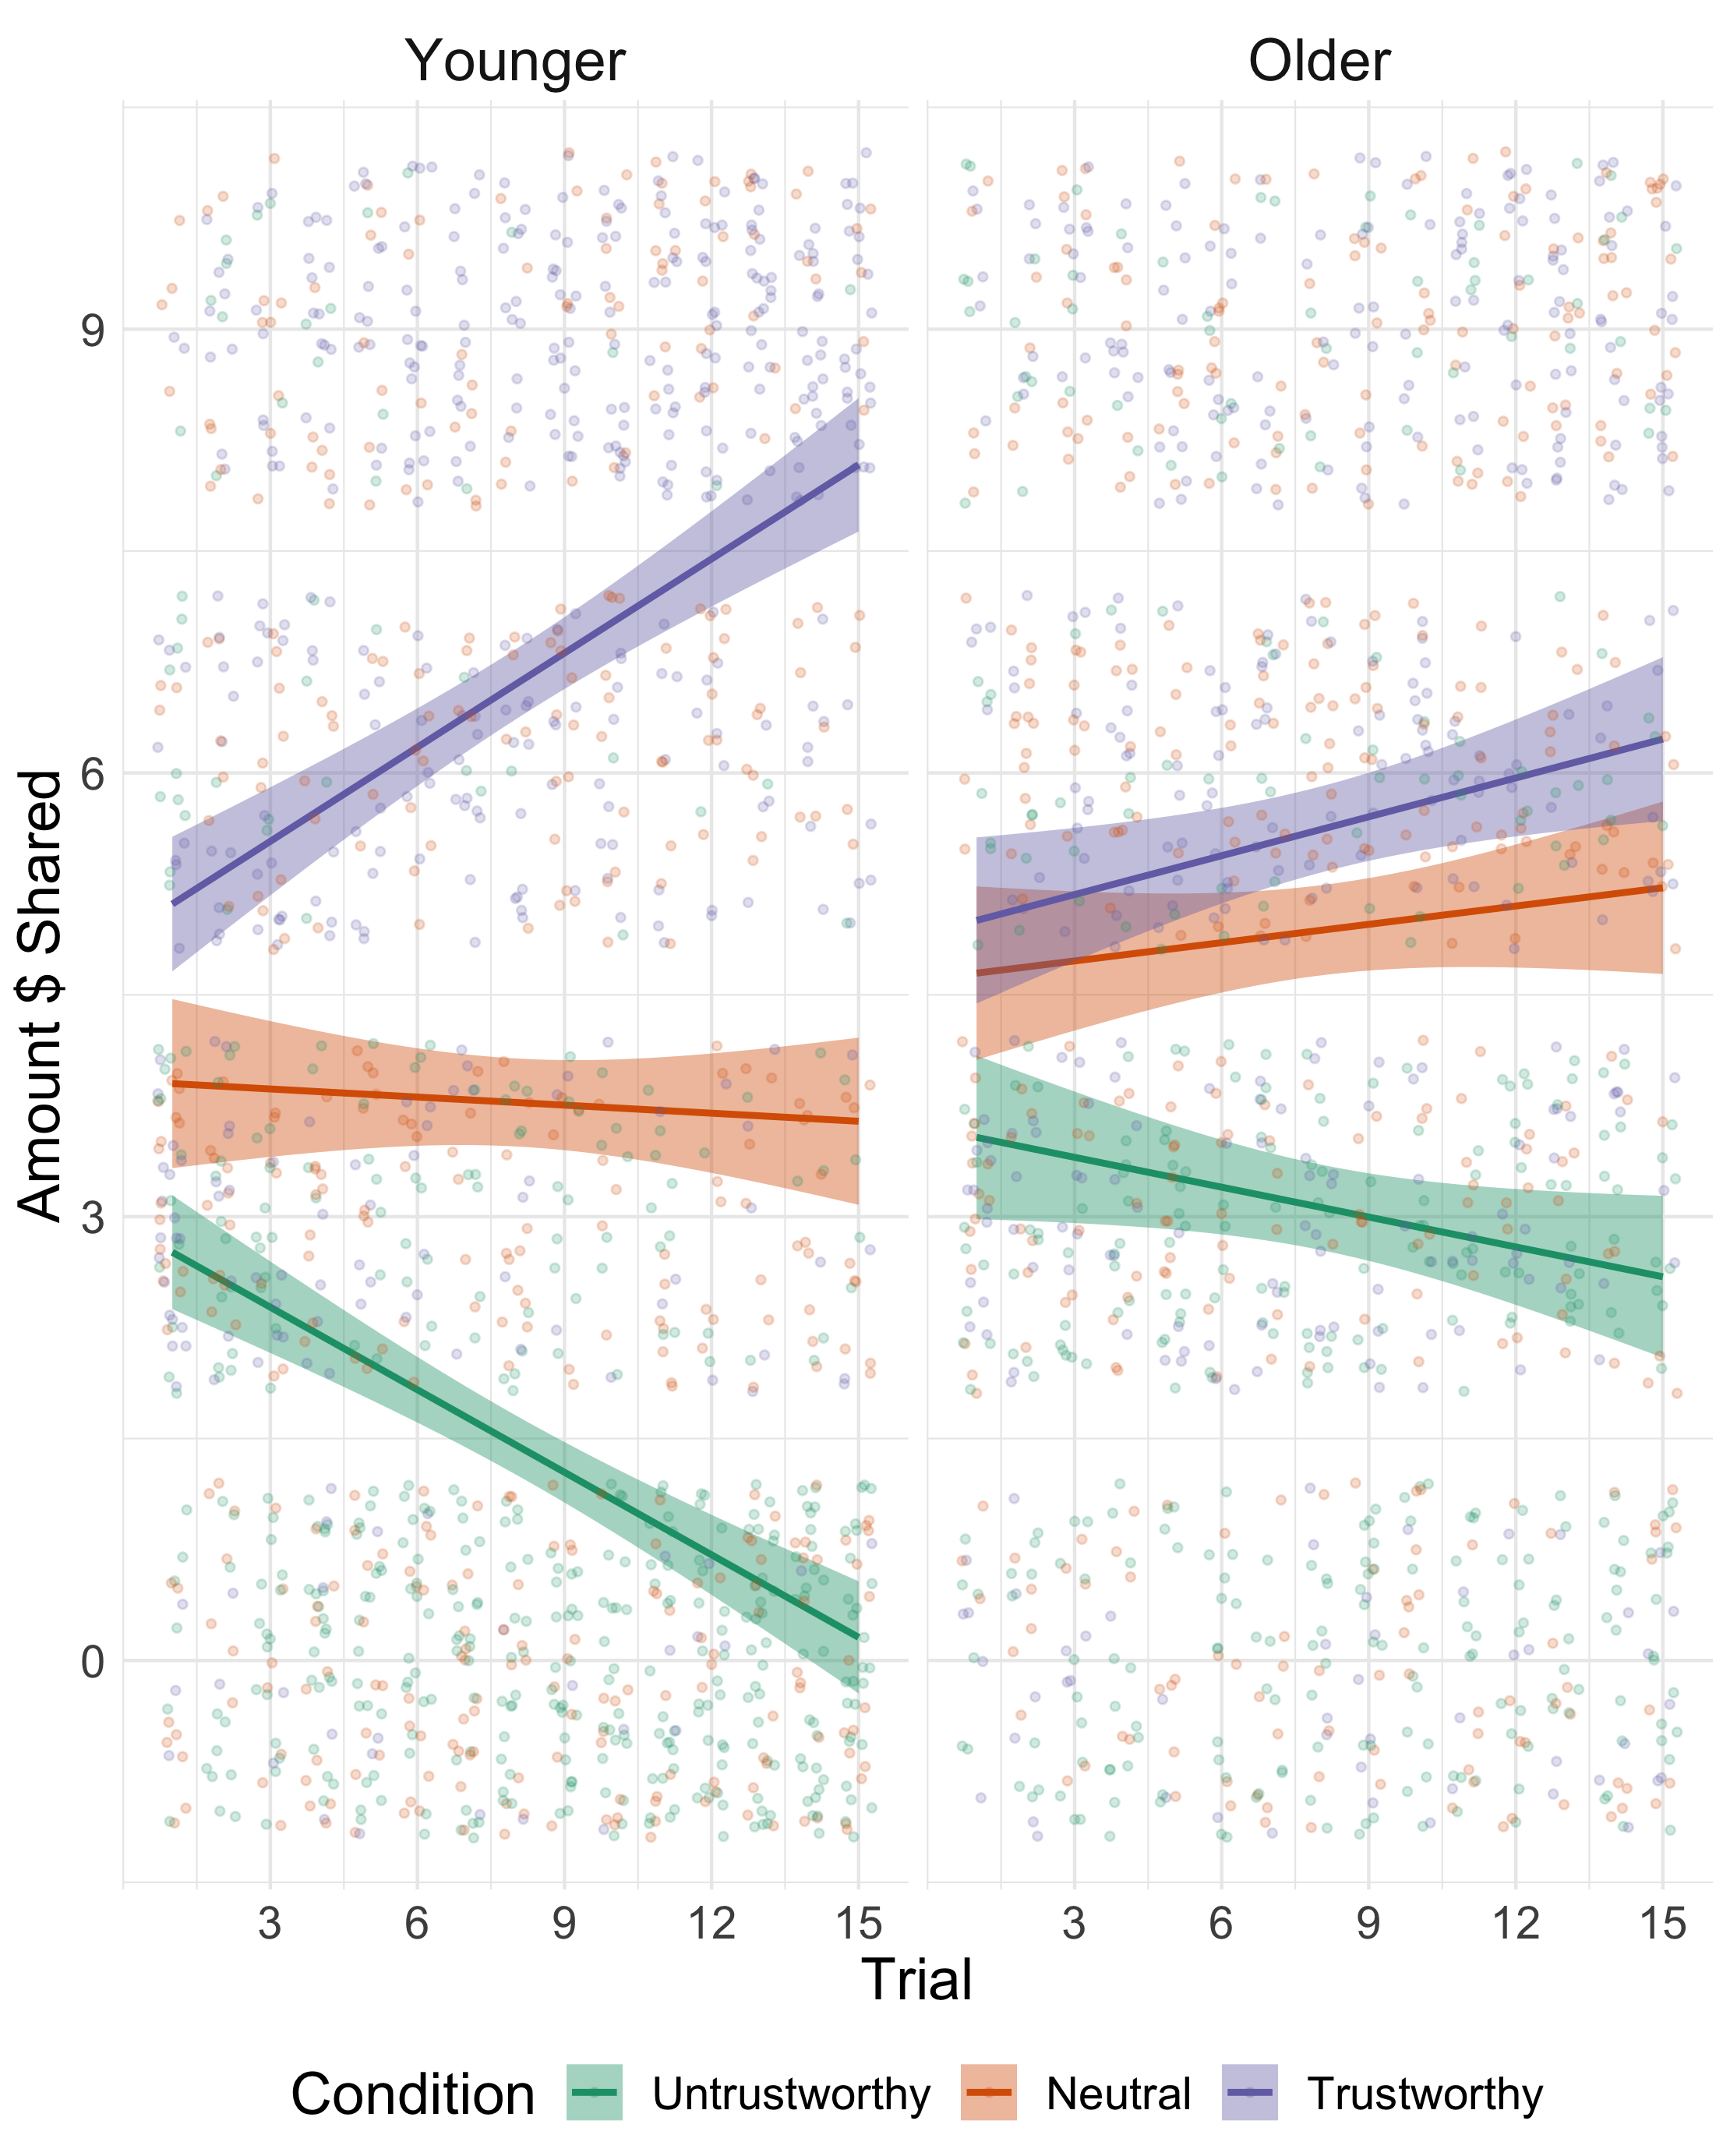 Younger Older
Amount $ Shared
9
6
3
0
3 6 9 12 15 3 6 9 12 15
Trial
Condition Untrustworthy Neutral Trustworthy